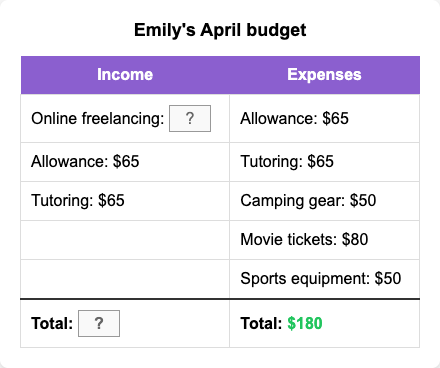 Emily's April budget
Income Expenses
Online freelancing: ? Allowance: $65
Allowance: $65 Tutoring: $65
Tutoring: $65 Camping gear: $50
Movie tickets: $80
Sports equipment: $50
Total: ? Total: $180